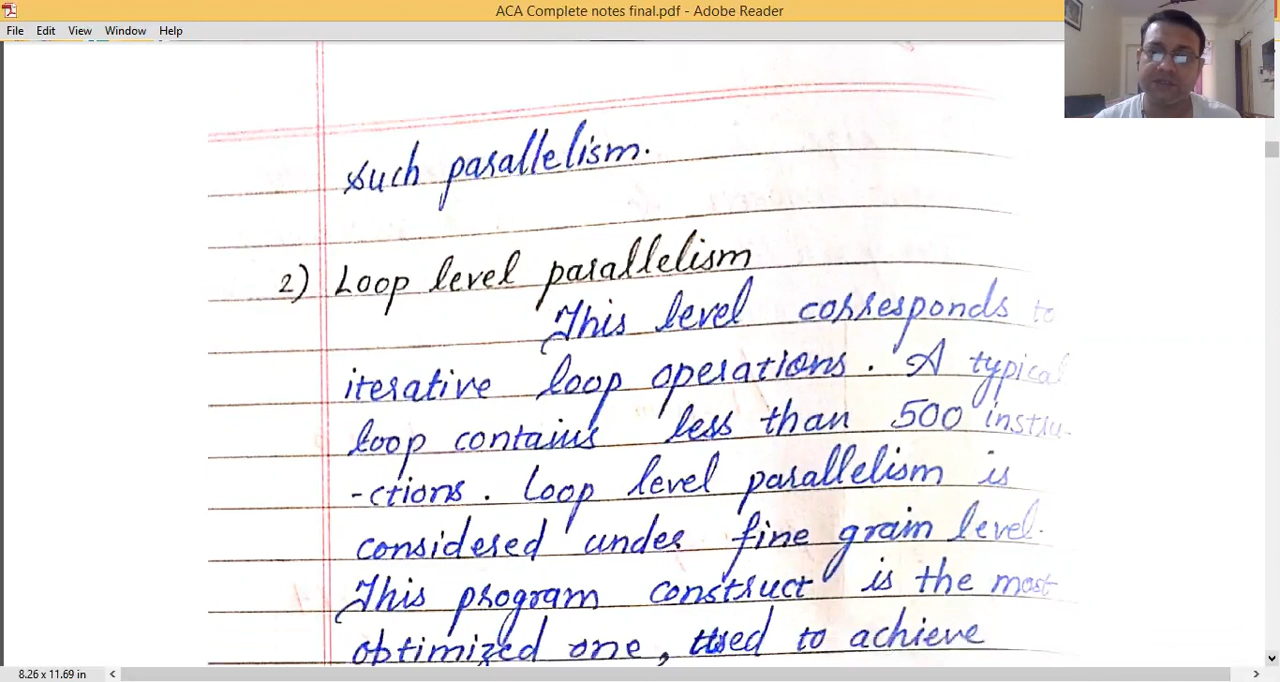 ACA Complete notes final.pdf - Adobe Reader
File Edit View Window Help
such parallelism.
2) Loop level parallelism
This level corresponds to
iterative loop operations. A typical
loop contains less than 500 instru-
-ctions. Loop level parallelism is
considered under fine grain level.
This program construct is the most
optimized one, used to achieve
8.26 x 11.69 in